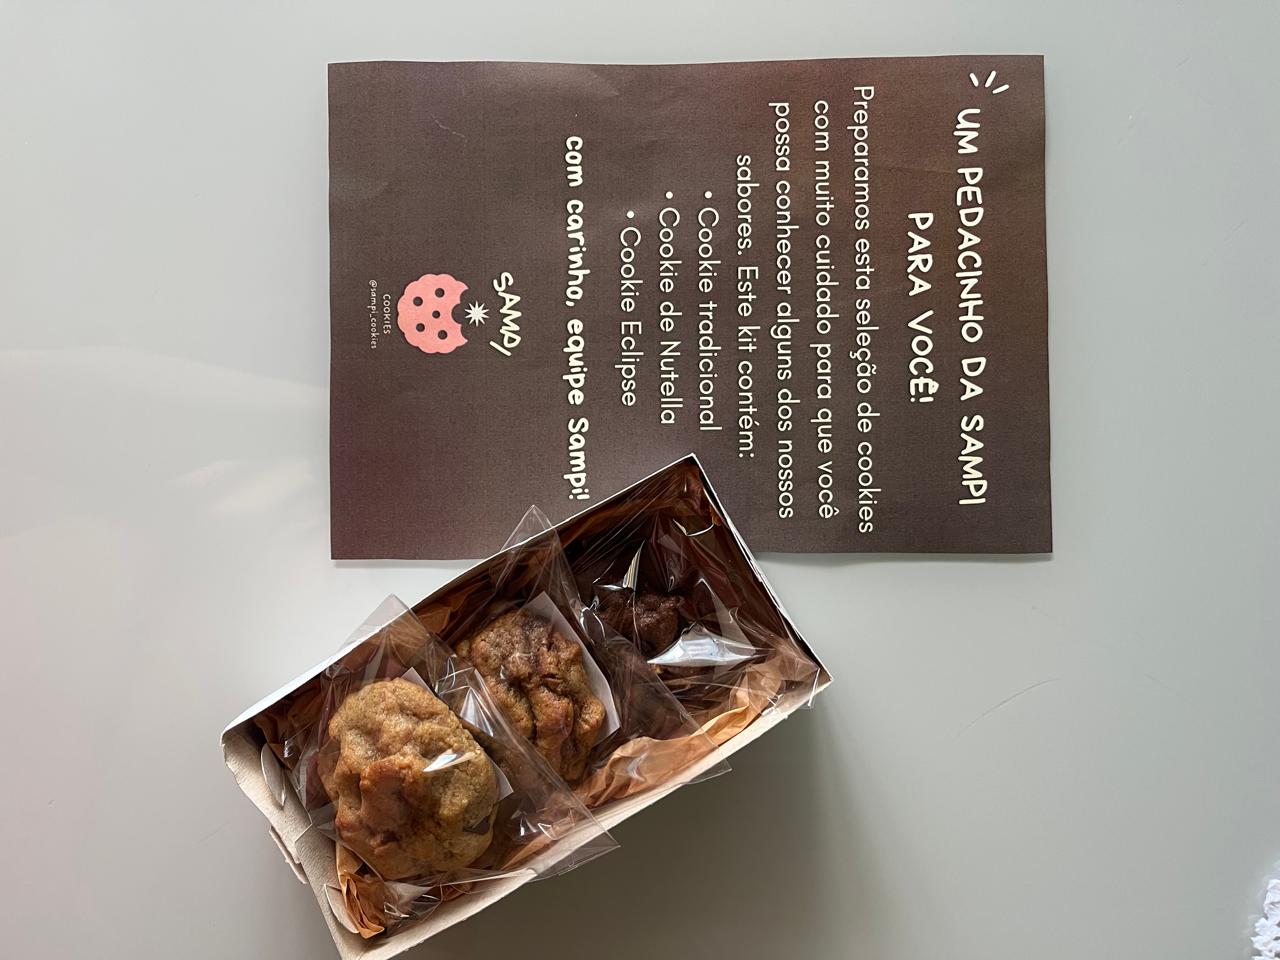 UM PEDACINHO DA SAMPI
PARA VOCÊ!
Preparamos esta seleção de cookies
com muito cuidado para que você
possa conhecer alguns dos nossos
sabores. Este kit contém:
• Cookie tradicional
• Cookie de Nutella
• Cookie Eclipse
com carinho, equipe Sampi!
SAMPI
COOKIES
@sampi_cookies